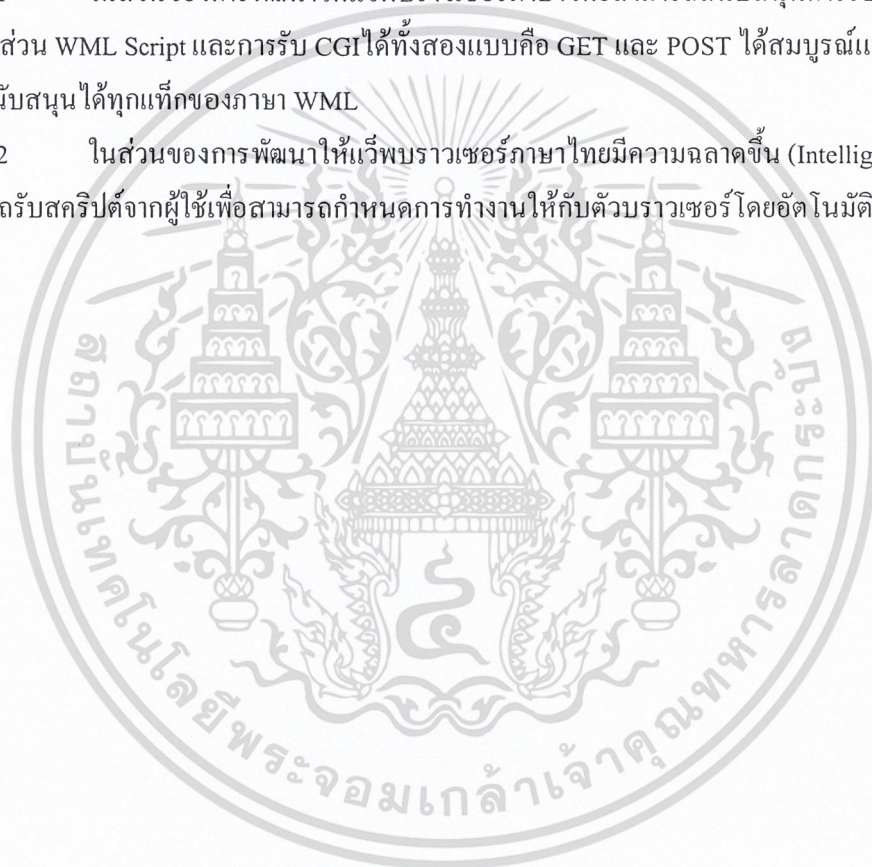 ส่วน WML Script และการรับ CGIได้ทั้งสองแบบคือ GET และ POST ได้สมบูรณ์
นับสนุนได้ทุกแท็กของภาษา WML
2 ในส่วนของการพัฒนาให้แว็พบราวเซอร์ภาษาไทยมีความฉลาดขึ้น (Intellig
ถรับสคริปต์จากผู้ใช้เพื่อสามารถกำหนดการทำงานให้กับตัวบราวเซอร์โดยอัตโนมัติ
สถาบันเทคโนโลยีพระจอมเกล้าเจ้าคุณทหารลาดกระบัง